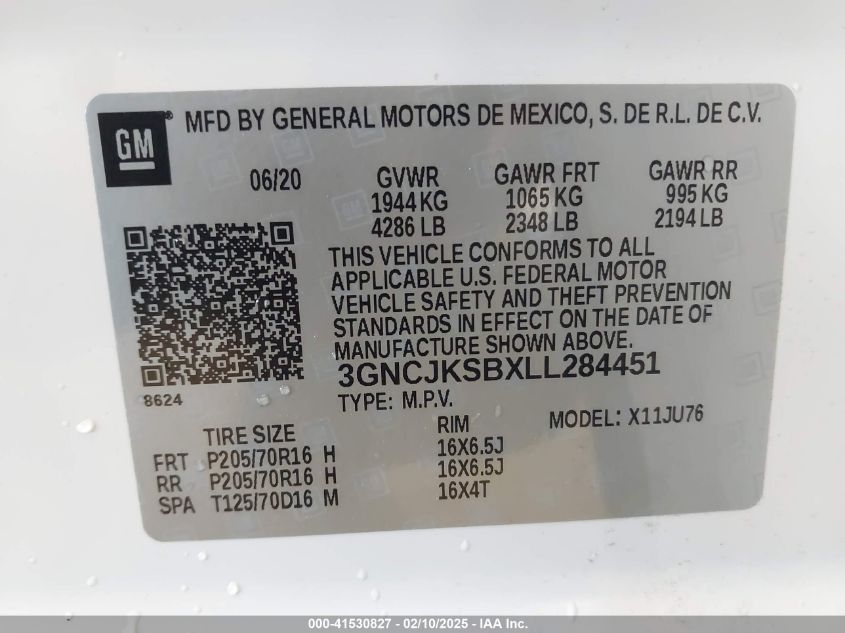 GM® MFD BY GENERAL MOTORS DE MEXICO, S. DE R.L. DE C.V.
06/20 GVWR GAWR FRT GAWR RR
1944 KG 1065 KG 995 KG
4286 LB 2348 LB 2194 LB
THIS VEHICLE CONFORMS TO ALL
APPLICABLE U.S. FEDERAL MOTOR
VEHICLE SAFETY AND THEFT PREVENTION
STANDARDS IN EFFECT ON THE DATE OF
MANUFACTURE SHOWN ABOVE.
8624
3GNCJKSBXLL284451
TYPE: M.P.V. MODEL: X11JU76
TIRE SIZE RIM
FRT P205/70R16 H 16X6.5J
RR P205/70R16 H 16X6.5J
SPA T125/70D16 M 16X4T
000-41530827 - 02/10/2025 - IAA Inc.